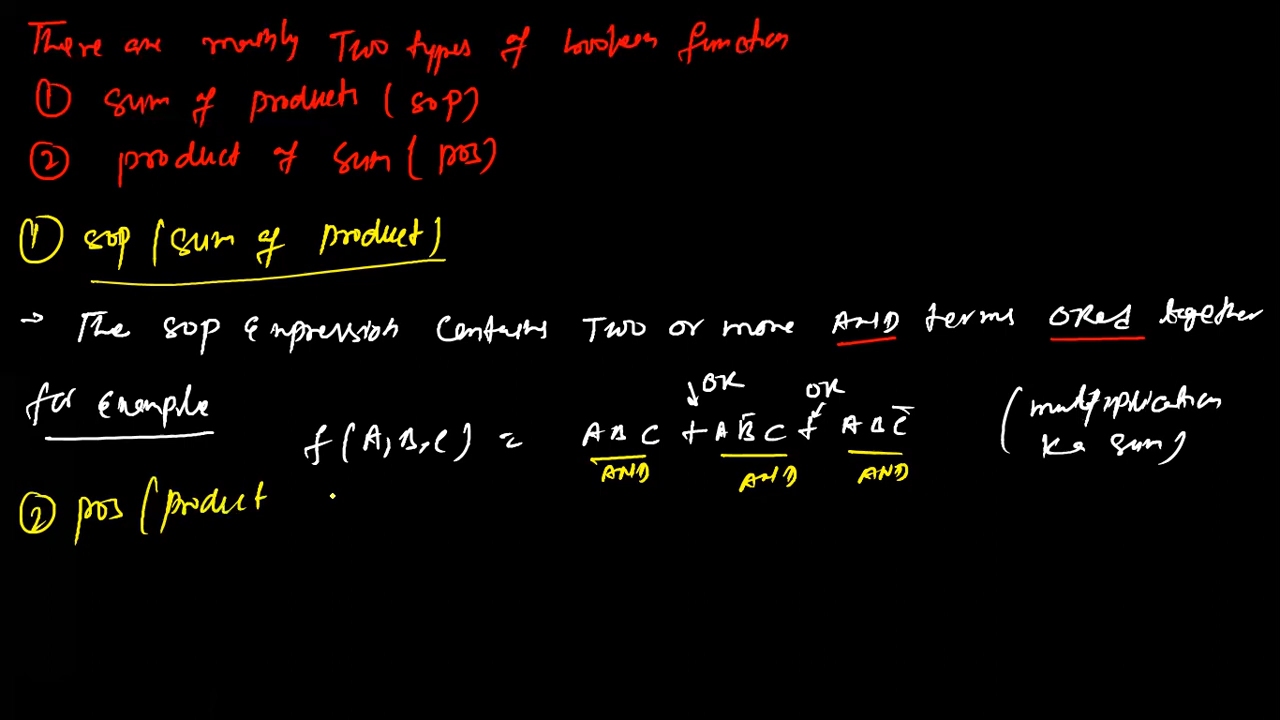 There are mostly Two types of boolean function
① Sum of product (SOP)
② product of Sum (POS)
① SOP (Sum of product)
→ The SOP Expression Contains Two or more AND terms ORed together
for Example
OR OR
f(A,B,C) = ABC + AB̅C + ABC̅
AND AND AND
(multiplication
Ka Sum)
② POS (product